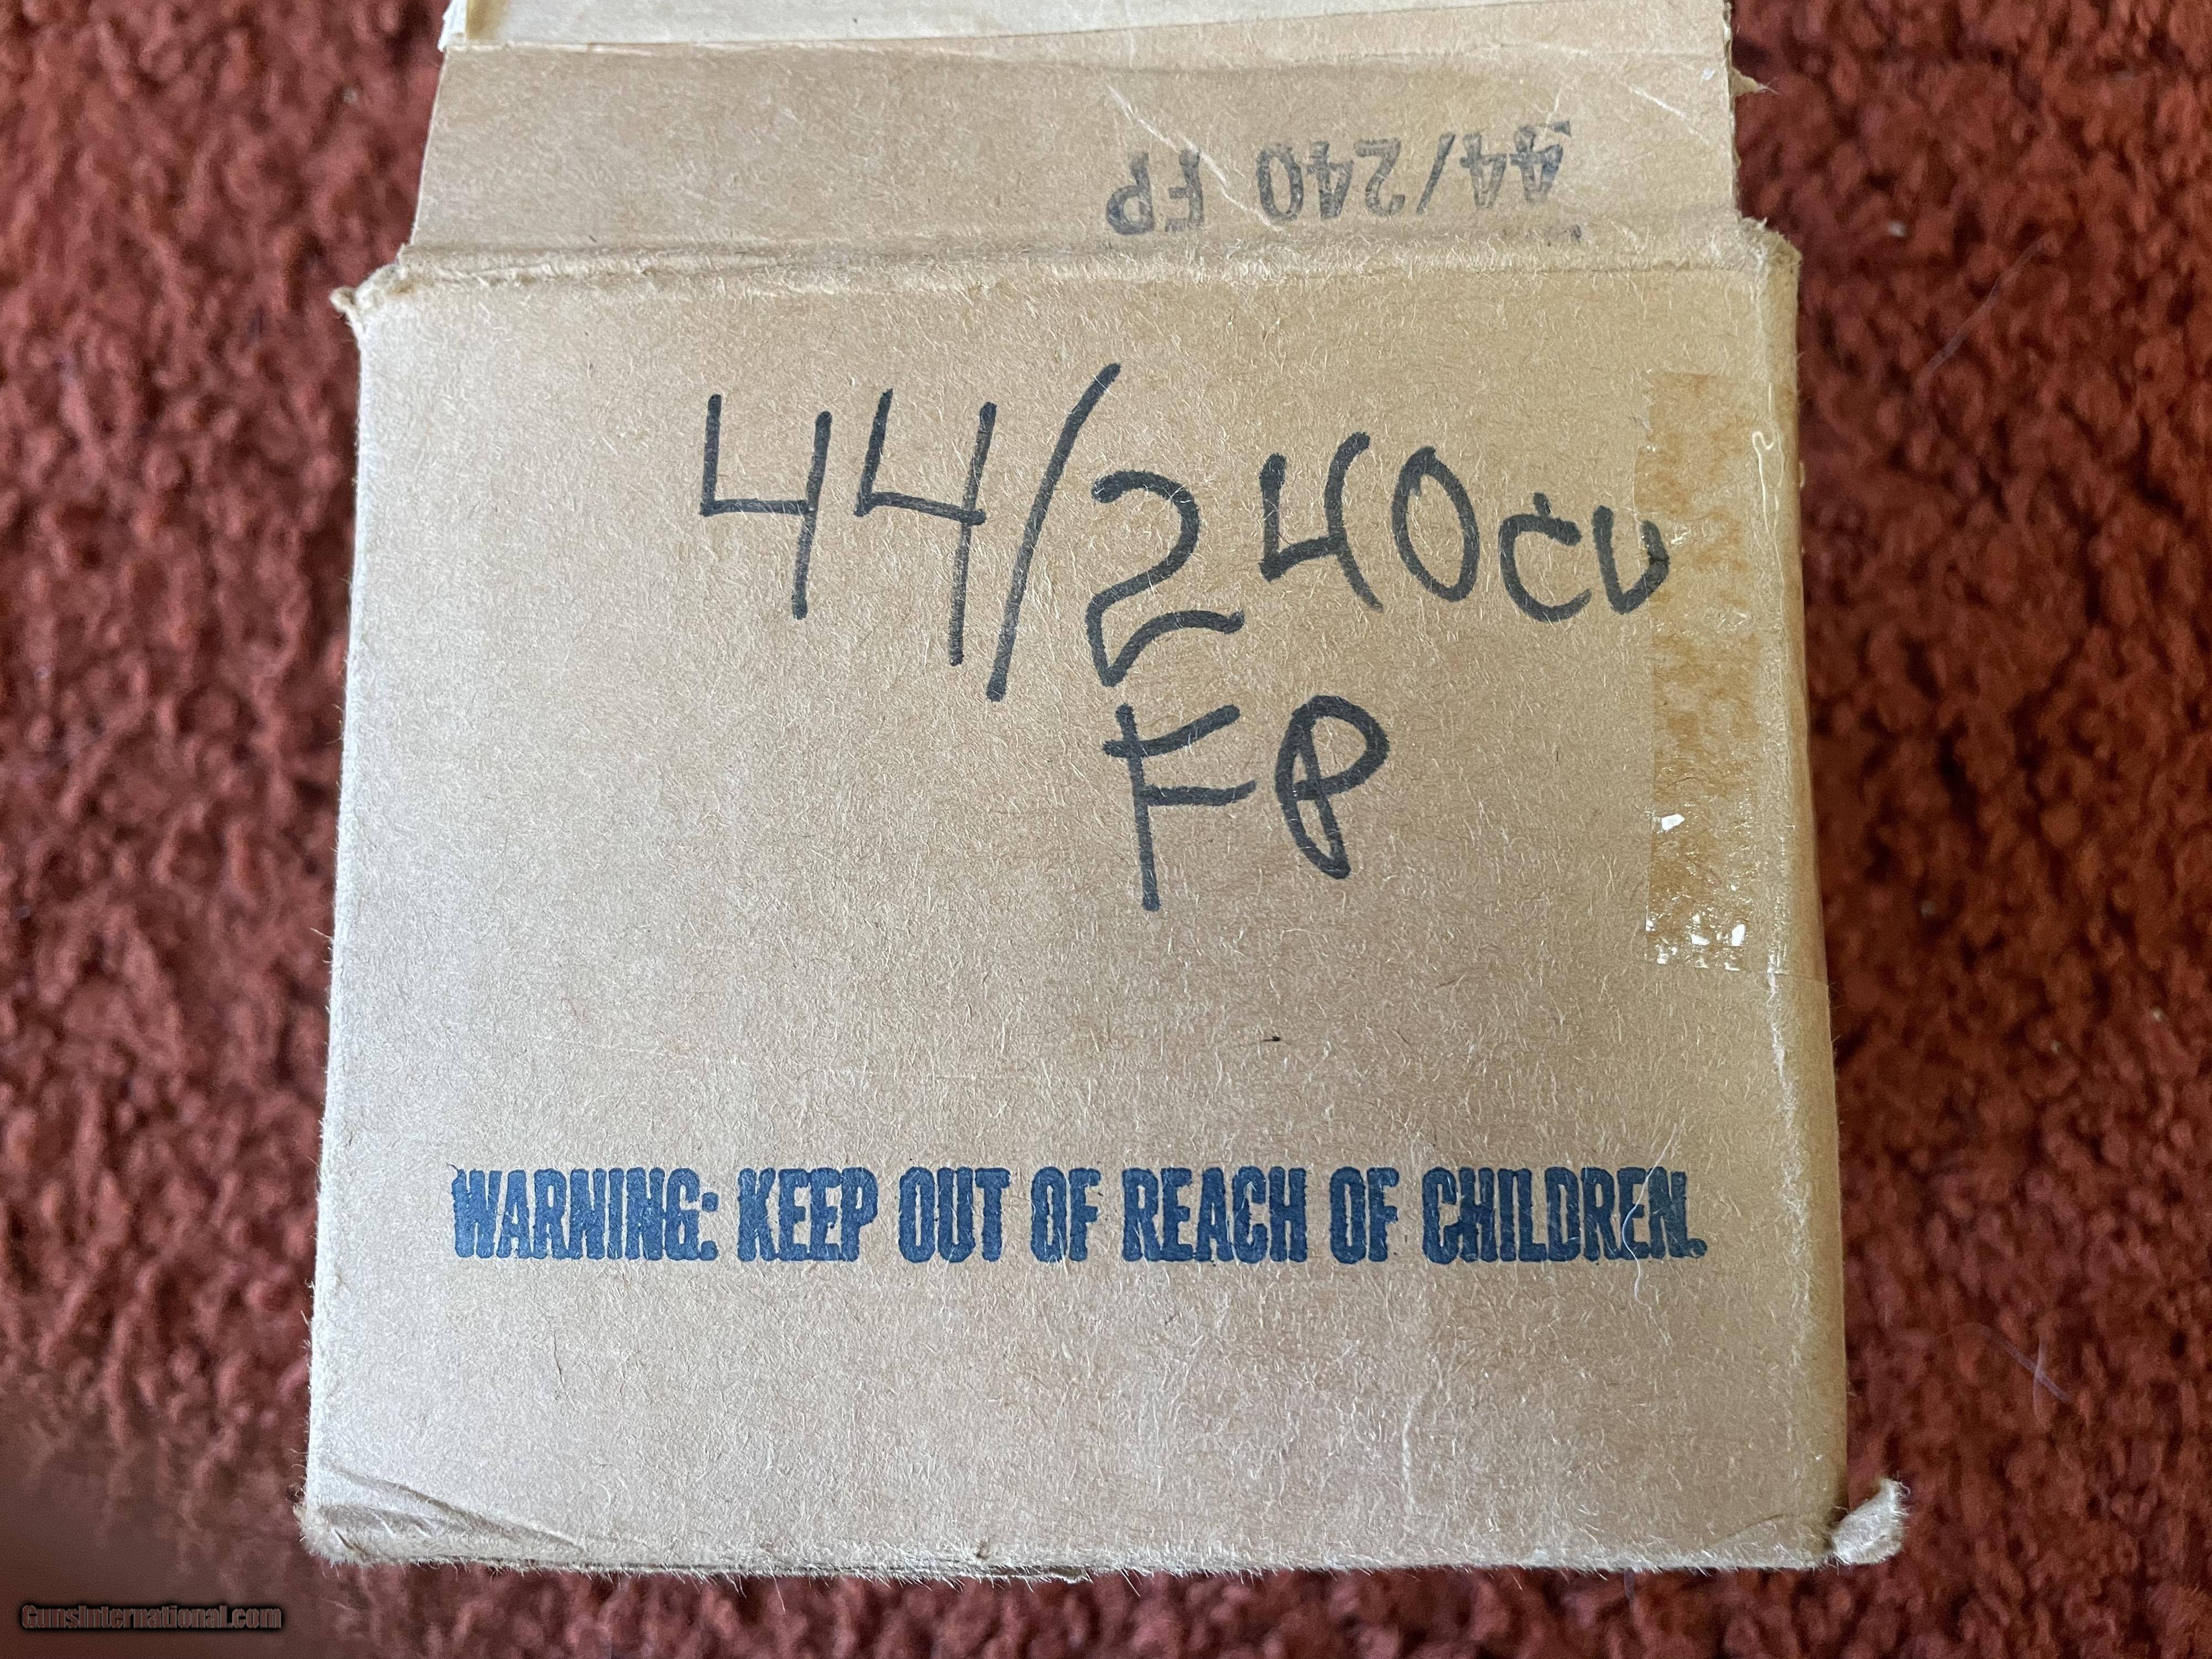 44/240 FP
44/240cu
FP
WARNING: KEEP OUT OF REACH OF CHILDREN.
GunsInternational.com